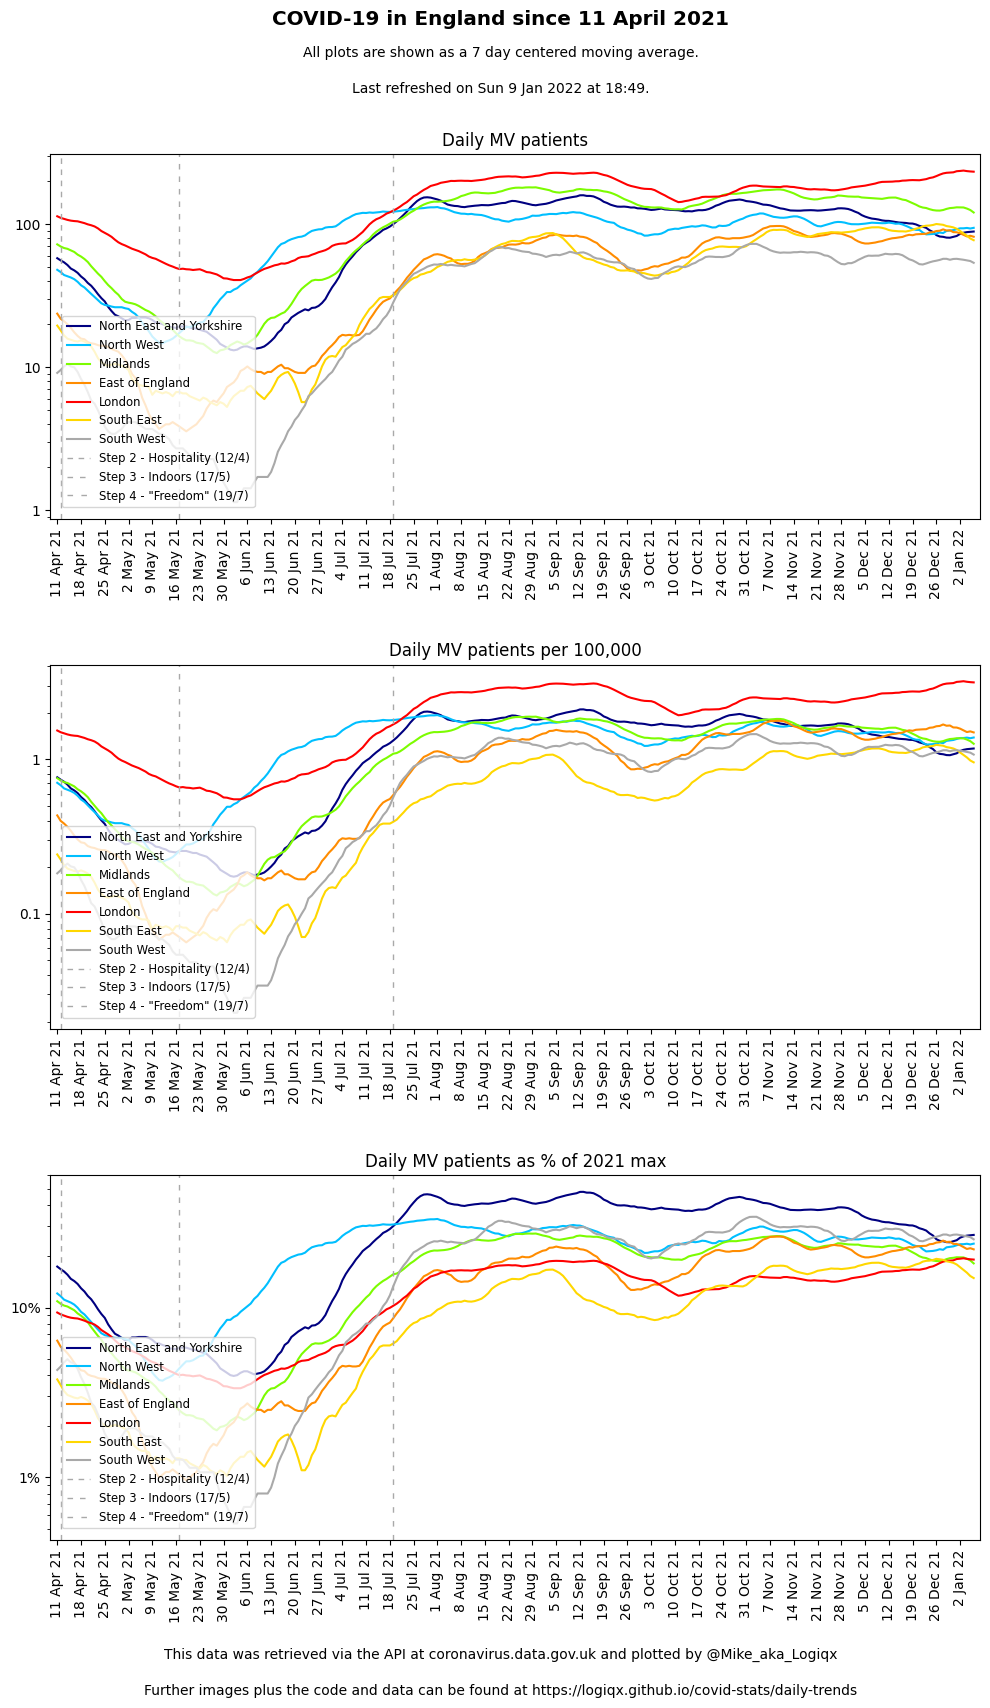 COVID-19 in England since 11 April 2021
All plots are shown as a 7 day centered moving average.
Last refreshed on Sun 9 Jan 2022 at 18:49.
Daily MV patients
100
10
1
North East and Yorkshire
North West
Midlands
East of England
London
South East
South West
Step 2 - Hospitality (12/4)
Step 3 - Indoors (17/5)
Step 4 - "Freedom" (19/7)
11 Apr 21
18 Apr 21
25 Apr 21
2 May 21
9 May 21
16 May 21
23 May 21
30 May 21
6 Jun 21
13 Jun 21
20 Jun 21
27 Jun 21
4 Jul 21
11 Jul 21
18 Jul 21
25 Jul 21
1 Aug 21
8 Aug 21
15 Aug 21
22 Aug 21
29 Aug 21
5 Sep 21
12 Sep 21
19 Sep 21
26 Sep 21
3 Oct 21
10 Oct 21
17 Oct 21
24 Oct 21
31 Oct 21
7 Nov 21
14 Nov 21
21 Nov 21
28 Nov 21
5 Dec 21
12 Dec 21
19 Dec 21
26 Dec 21
2 Jan 22
Daily MV patients per 100,000
1
0.1
North East and Yorkshire
North West
Midlands
East of England
London
South East
South West
Step 2 - Hospitality (12/4)
Step 3 - Indoors (17/5)
Step 4 - "Freedom" (19/7)
11 Apr 21
18 Apr 21
25 Apr 21
2 May 21
9 May 21
16 May 21
23 May 21
30 May 21
6 Jun 21
13 Jun 21
20 Jun 21
27 Jun 21
4 Jul 21
11 Jul 21
18 Jul 21
25 Jul 21
1 Aug 21
8 Aug 21
15 Aug 21
22 Aug 21
29 Aug 21
5 Sep 21
12 Sep 21
19 Sep 21
26 Sep 21
3 Oct 21
10 Oct 21
17 Oct 21
24 Oct 21
31 Oct 21
7 Nov 21
14 Nov 21
21 Nov 21
28 Nov 21
5 Dec 21
12 Dec 21
19 Dec 21
26 Dec 21
2 Jan 22
Daily MV patients as % of 2021 max
10%
1%
North East and Yorkshire
North West
Midlands
East of England
London
South East
South West
Step 2 - Hospitality (12/4)
Step 3 - Indoors (17/5)
Step 4 - "Freedom" (19/7)
11 Apr 21
18 Apr 21
25 Apr 21
2 May 21
9 May 21
16 May 21
23 May 21
30 May 21
6 Jun 21
13 Jun 21
20 Jun 21
27 Jun 21
4 Jul 21
11 Jul 21
18 Jul 21
25 Jul 21
1 Aug 21
8 Aug 21
15 Aug 21
22 Aug 21
29 Aug 21
5 Sep 21
12 Sep 21
19 Sep 21
26 Sep 21
3 Oct 21
10 Oct 21
17 Oct 21
24 Oct 21
31 Oct 21
7 Nov 21
14 Nov 21
21 Nov 21
28 Nov 21
5 Dec 21
12 Dec 21
19 Dec 21
26 Dec 21
2 Jan 22
This data was retrieved via the API at coronavirus.data.gov.uk and plotted by @Mike_aka_Logiqx
Further images plus the code and data can be found at https://logiqx.github.io/covid-stats/daily-trends